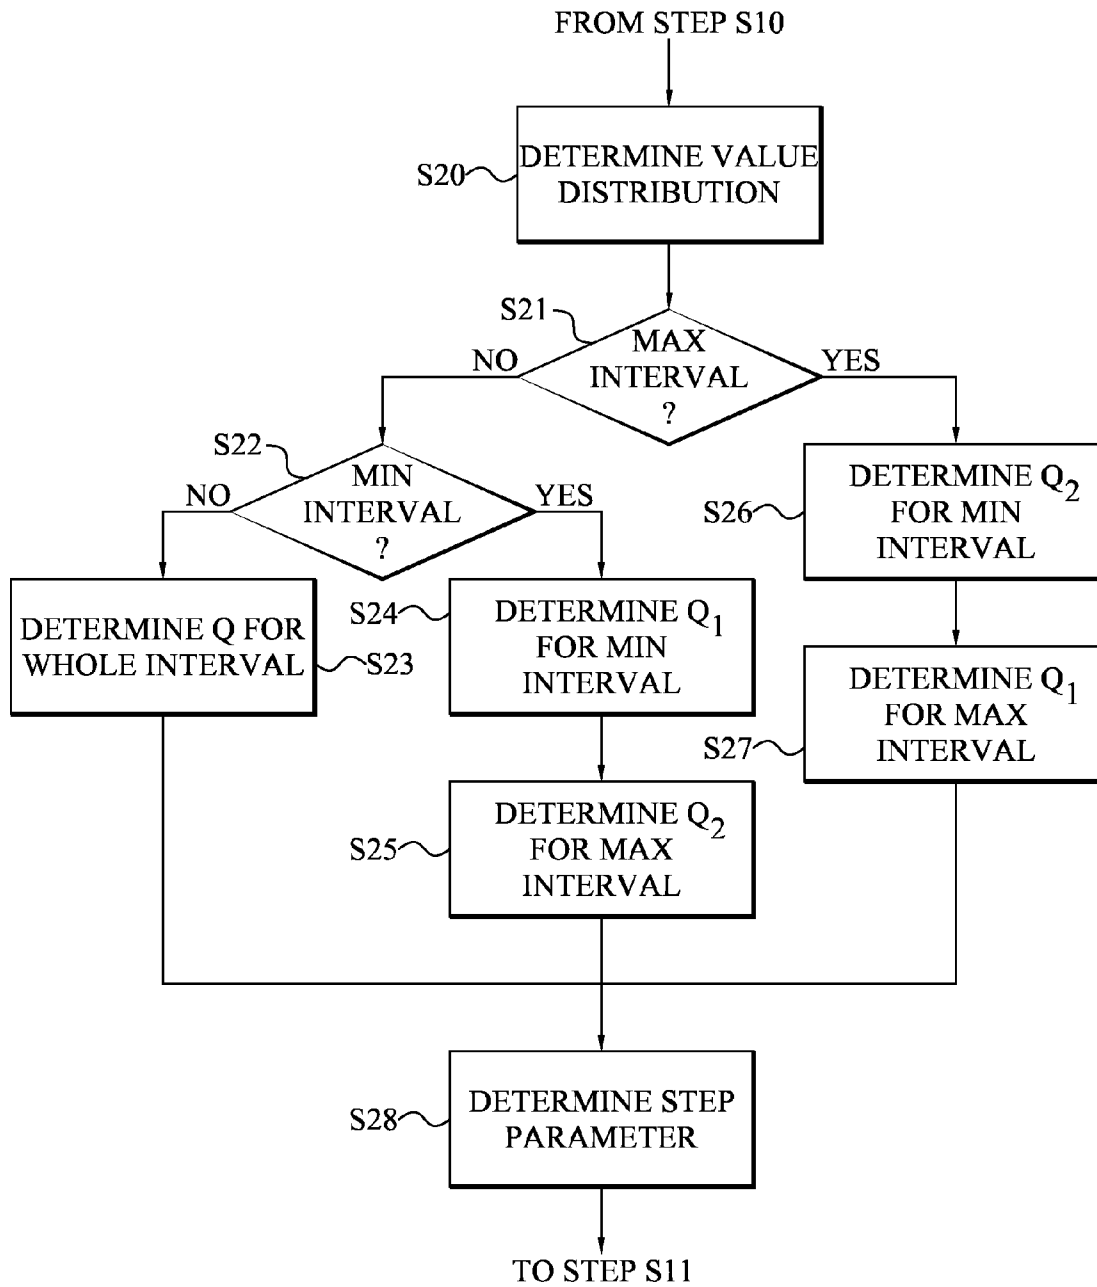 FROM STEP S10
DETERMINE VALUE
DISTRIBUTION
S20
S21
MAX
INTERVAL
?
NO
YES
S22
MIN
INTERVAL
?
NO
YES
DETERMINE Q2
FOR MIN
INTERVAL
S26
DETERMINE Q FOR
WHOLE INTERVAL
S23
S24
DETERMINE Q1
FOR MIN
INTERVAL
DETERMINE Q1
FOR MAX
INTERVAL
S27
DETERMINE Q2
FOR MAX
INTERVAL
S25
DETERMINE STEP
PARAMETER
S28
TO STEP S11